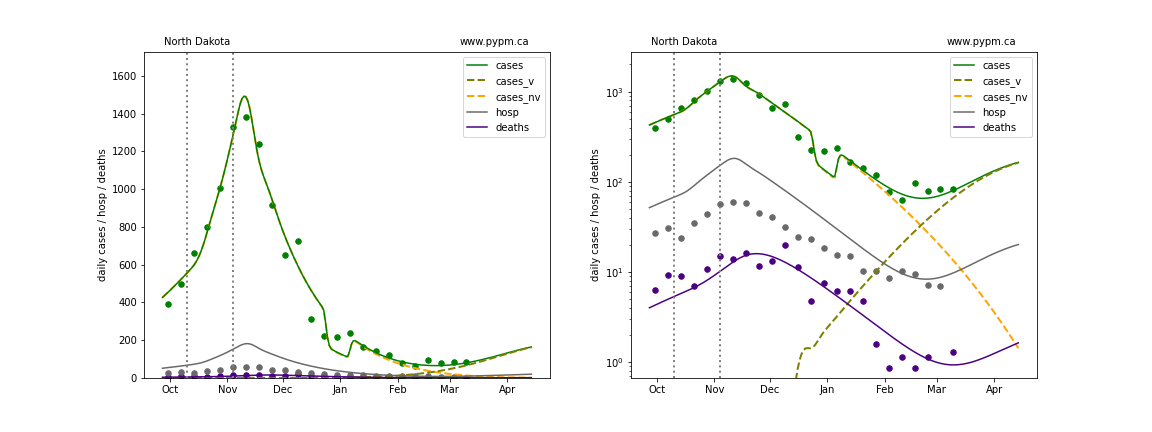 North Dakota www.pypm.ca
daily cases / hosp / deaths
1600
1400
1200
1000
800
600
400
200
0
cases
cases_v
cases_nv
hosp
deaths
Oct Nov Dec Jan Feb Mar Apr
North Dakota www.pypm.ca
daily cases / hosp / deaths
10³
10²
10¹
10⁰
cases
cases_v
cases_nv
hosp
deaths
Oct Nov Dec Jan Feb Mar Apr